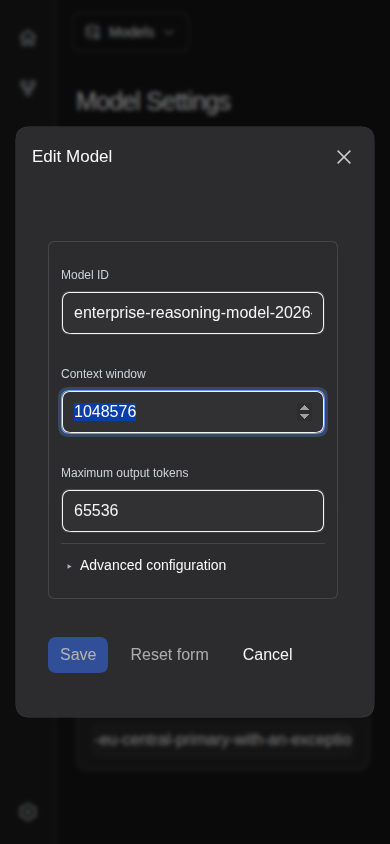 Models
Model Settings
Edit Model
Model ID
enterprise-reasoning-model-2026-
Context window
1048576
Maximum output tokens
65536
Advanced configuration
Save
Reset form
Cancel
-eu-central-primary-with-an-exceptio